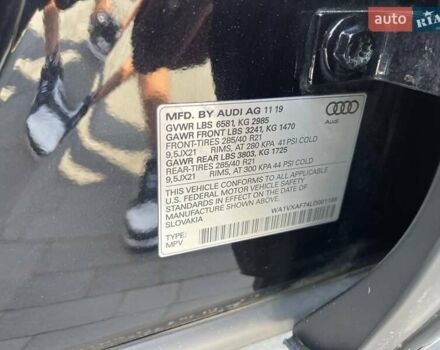 auto RIA
MFD. BY AUDI AG 11 19
GVWR LBS 6581, KG 2985
GAWR FRONT LBS 3241, KG 1470
FRONT-TIRES 285/40 R21
9,5JX21 RIMS, AT 280 KPA 41 PSI COLD
GAWR REAR LBS 3803, KG 1725
REAR-TIRES 285/40 R21
9,5JX21 RIMS, AT 300 KPA 44 PSI COLD
THIS VEHICLE CONFORMS TO ALL APPLICABLE
U.S. FEDERAL MOTOR VEHICLE SAFETY
STANDARDS IN EFFECT ON THE DATE OF
MANUFACTURE SHOWN ABOVE.
SLOVAKIA
TYPE:
MPV
WA1VXAF74LD001188
Audi